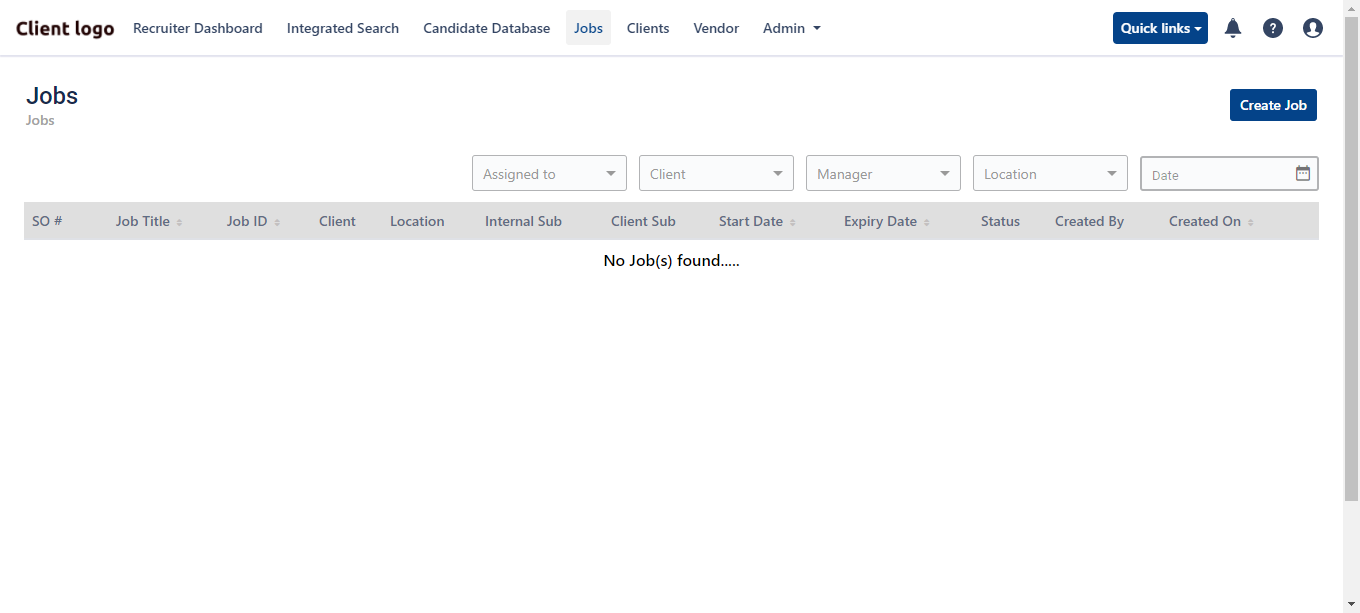 Client logo Recruiter Dashboard Integrated Search Candidate Database Jobs Clients Vendor Admin Quick links ?
Jobs
Jobs
Create Job
Assigned to Client Manager Location Date
SO # Job Title Job ID Client Location Internal Sub Client Sub Start Date Expiry Date Status Created By Created On
No Job(s) found.....